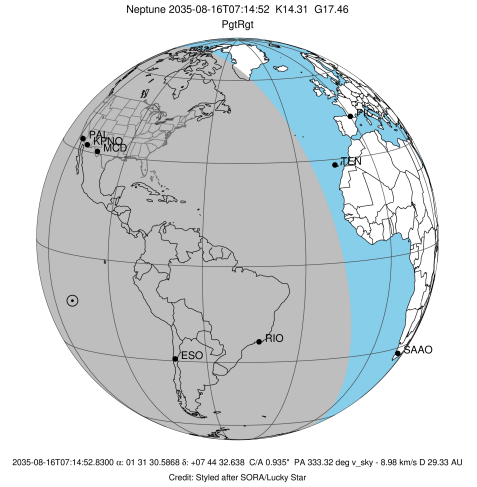 Neptune 2035-08-16T07:14:52 K14.31 G17.46
PgtRgt
PAL
KPNO
MCD
PIC
TEN
RIO
ESO
SAAO
2035-08-16T07:14:52.8300 α: 01 31 30.5868 δ: +07 44 32.638 C/A 0.935" PA 333.32 deg v_sky - 8.98 km/s D 29.33 AU
Credit: Styled after SORA/Lucky Star